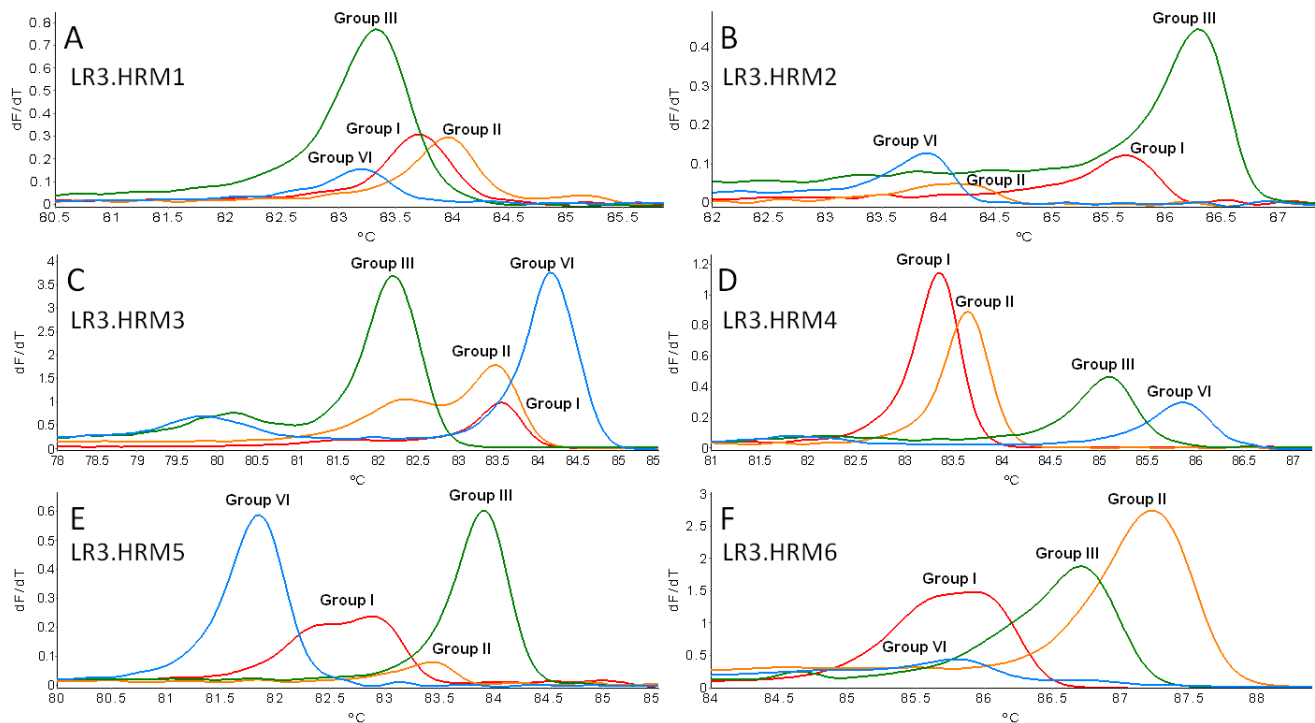 A
LR3.HRM1
Group III
Group I
Group II
Group VI
dF/dT
0.8
0.7
0.6
0.5
0.4
0.3
0.2
0.1
0
80.5 81 81.5 82 82.5 83 83.5 84 84.5 85 85.5
°C
B
LR3.HRM2
Group III
Group VI
Group I
Group II
dF/dT
0.4
0.3
0.2
0.1
0
82 82.5 83 83.5 84 84.5 85 85.5 86 86.5 87
°C
C
LR3.HRM3
Group III
Group VI
Group II
Group I
dF/dT
4
3.5
3
2.5
2
1.5
1
0.5
0
78 78.5 79 79.5 80 80.5 81 81.5 82 82.5 83 83.5 84 84.5 85 85
°C
D
LR3.HRM4
Group I
Group II
Group III
Group VI
dF/dT
1.2
1
0.8
0.6
0.4
0.2
0
81 81.5 82 82.5 83 83.5 84 84.5 85 85.5 86 86.5 87
°C
E
LR3.HRM5
Group VI
Group III
Group I
Group II
dF/dT
0.6
0.5
0.4
0.3
0.2
0.1
0
80 80.5 81 81.5 82 82.5 83 83.5 84 84.5 85 85
°C
F
LR3.HRM6
Group II
Group III
Group I
Group VI
dF/dT
3
2.5
2
1.5
1
0.5
0
84 84.5 85 85.5 86 86.5 87 87.5 88
°C